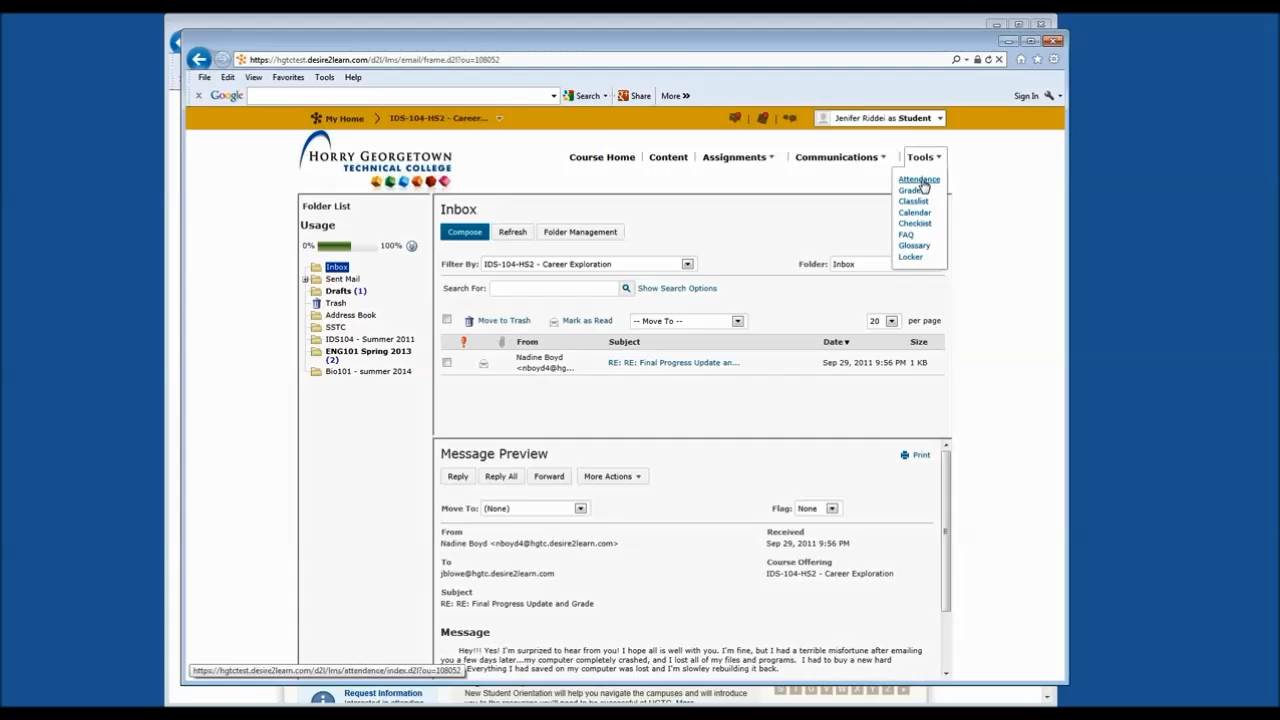 https://hgtctest.desire2learn.com/d2l/lms/email/frame.d2l?ou=108052
File Edit View Favorites Tools Help
Google Search Share More »
Sign In
My Home IDS-104-HS2 - Career...
Jenifer Riddei as Student
HORRY GEORGETOWN
TECHNICAL COLLEGE
Course Home Content Assignments Communications Tools
Attendance
Grade
Classlist
Calendar
Checklist
FAQ
Glossary
Locker
Folder List
Usage
0% 100%
Inbox
Sent Mail
Drafts (1)
Trash
Address Book
SSTC
IDS104 - Summer 2011
ENG101 Spring 2013
(2)
Bio101 - summer 2014
Inbox
Compose Refresh Folder Management
Filter By: IDS-104-HS2 - Career Exploration Folder: Inbox
Search For: Show Search Options
Move to Trash Mark as Read -- Move To -- 20 per page
From Subject Date Size
Nadine Boyd
<nboyd4@hg... RE: RE: Final Progress Update an... Sep 29, 2011 9:56 PM 1 KB
Message Preview
Print
Reply Reply All Forward More Actions
Move To: (None) Flag: None
From Received
Nadine Boyd <nboyd4@hgtc.desire2learn.com> Sep 29, 2011 9:56 PM
To Course Offering
jblowe@hgtc.desire2learn.com IDS-104-HS2 - Career Exploration
Subject
RE: RE: Final Progress Update and Grade
Message
Hey!!! Yes! I'm surprized to hear from you! I hope all is well with you. I'm fine, but I had a terrible misfortune after emailing
you a few days later...my computer completely crashed, and I lost all of my files and programs. I had to buy a new hard
Everything I had saved on my computer was lost and I'm slowley rebuilding it back.
https://hgtctest.desire2learn.com/d2l/lms/attendance/index.d2l?ou=108052
Request Information
Interested in attending
New Student Orientation will help you navigate the campuses and will introduce
S T U V W X Y Z